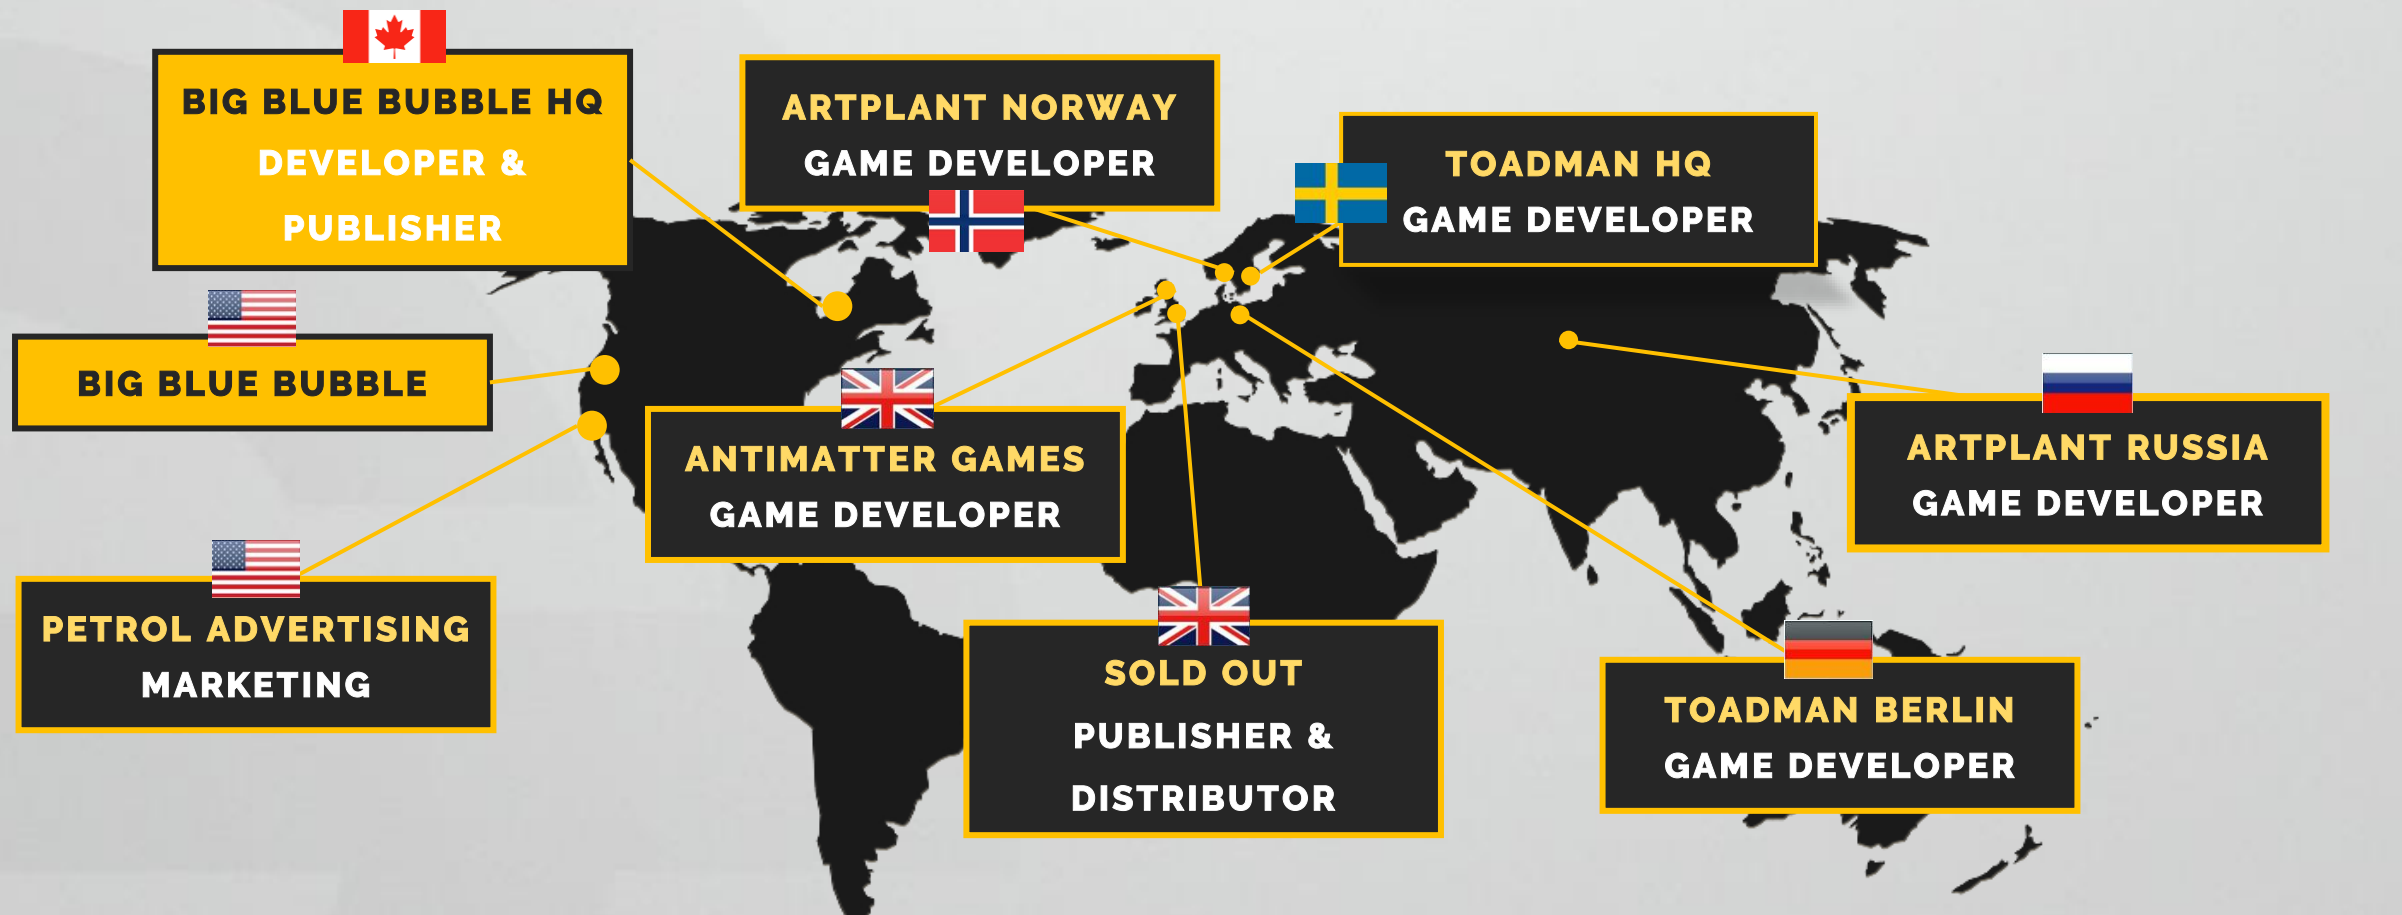 BIG BLUE BUBBLE HQ
DEVELOPER &
PUBLISHER
ARTPLANT NORWAY
GAME DEVELOPER
TOADMAN HQ
GAME DEVELOPER
BIG BLUE BUBBLE
ANTIMATTER GAMES
GAME DEVELOPER
ARTPLANT RUSSIA
GAME DEVELOPER
PETROL ADVERTISING
MARKETING
SOLD OUT
PUBLISHER &
DISTRIBUTOR
TOADMAN BERLIN
GAME DEVELOPER